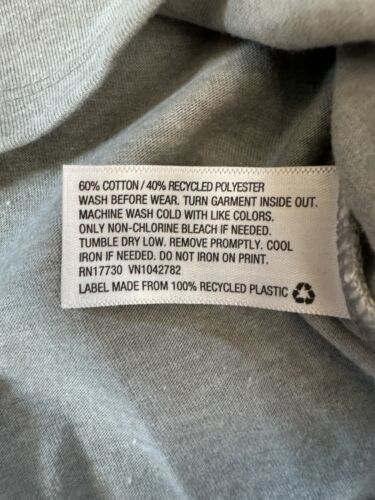 60% COTTON / 40% RECYCLED POLYESTER
WASH BEFORE WEAR. TURN GARMENT INSIDE OUT.
MACHINE WASH COLD WITH LIKE COLORS.
ONLY NON-CHLORINE BLEACH IF NEEDED.
TUMBLE DRY LOW. REMOVE PROMPTLY. COOL
IRON IF NEEDED. DO NOT IRON ON PRINT.
RN17730 VN1042782
LABEL MADE FROM 100% RECYCLED PLASTIC